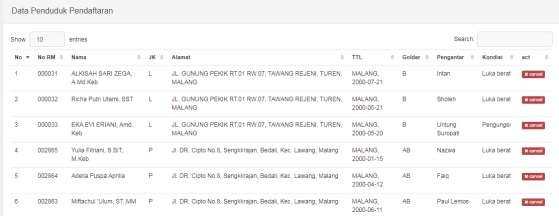 Data Penduduk Pendaftaran
Show 10 entries Search:
No No RM Nama JK Alamat TTL Goldar Pengantar Kondisi act
1 000031 ALKISAH SARI ZEGA, JL. GUNUNG PEKIK RT.01 RW.07, TAWANG REJENI, TUREN, MALANG, B Intan Luka berat cancel
A.Md.Keb MALANG 2000-07-21
2 000032 Richa Putri Utami, SST L JL. GUNUNG PEKIK RT.01 RW.07, TAWANG REJENI, TUREN, MALANG, B Sholeh Luka berat cancel
MALANG 2000-06-21
3 000033 EKA EVI ERIANI, Amd. L JL. GUNUNG PEKIK RT.01 RW.07, TAWANG REJENI, TUREN, MALANG, B Untung Pengungsi cancel
Keb MALANG 2000-05-20 Suropati
4 002865 Yulia Fitriani, S.SiT, P JL. DR. Cipto No.8, Sengkrajan, Bedali, Kec. Lawang, Malang MALANG, AB Nazwa Luka berat cancel
M.Keb 2000-01-15
5 002864 Adelia Puspa Aprilia P JL. DR. Cipto No.8, Sengkrajan, Bedali, Kec. Lawang, Malang MALANG, AB Faiq Luka berat cancel
2000-04-12
6 002863 Miftachul 'Ulum, ST.,MM P JL. DR. Cipto No.8, Sengkrajan, Bedali, Kec. Lawang, Malang MALANG, AB Paul Lemos Luka berat cancel
2000-06-11